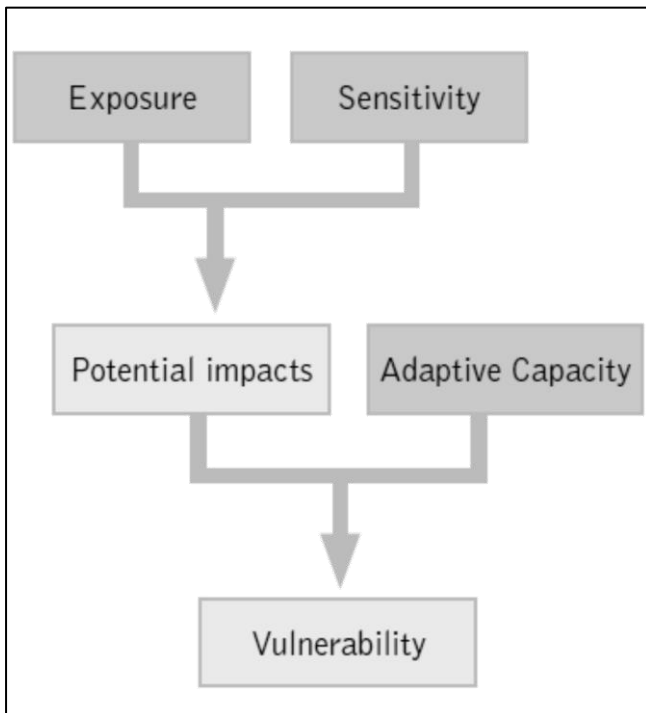 Exposure
Sensitivity
Potential impacts
Adaptive Capacity
Vulnerability